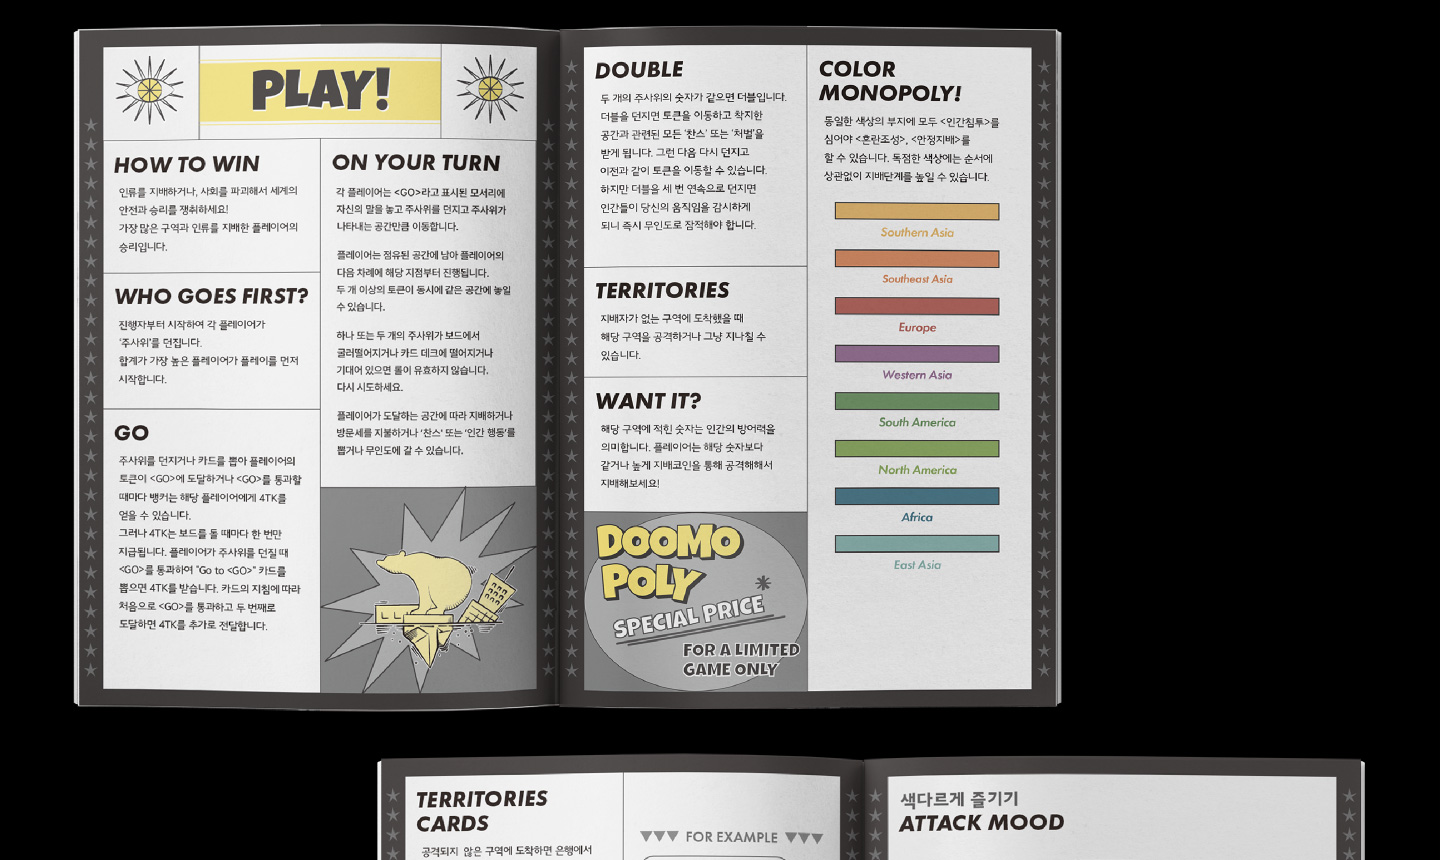 PLAY!
HOW TO WIN
인류를 지배하거나, 사회를 파괴해서 세계의
안전과 승리를 쟁취하세요!
가장 많은 구역과 인류를 지배한 플레이어의
승리입니다.
WHO GOES FIRST?
진행자부터 시작하여 각 플레이어가
'주사위'를 던집니다.
합계가 가장 높은 플레이어가 플레이를 먼저
시작합니다.
GO
주사위를 던지거나 카드를 뽑아 플레이어의
토큰이 <GO>에 도달하거나 <GO>를 통과할
때마다 뱅커는 해당 플레이어에게 4TK를
얻을 수 있습니다.
그러나 4TK는 보드를 돌 때마다 한 번만
지급됩니다. 플레이어가 주사위를 던질 때
<GO>를 통과하여 "Go to <GO>" 카드를
뽑으면 4TK를 받습니다. 카드의 지침에 따라
처음으로 <GO>를 통과하고 두 번째로
도달하면 4TK를 추가로 전달합니다.
ON YOUR TURN
각 플레이어는 <GO>라고 표시된 모서리에
자신의 말을 놓고 주사위를 던지고 주사위가
나타내는 공간만큼 이동합니다.
플레이어는 점유된 공간에 남아 플레이어의
다음 차례에 해당 지점부터 진행됩니다.
두 개 이상의 토큰이 동시에 같은 공간에 놓일
수 있습니다.
하나 또는 두 개의 주사위가 보드에서
굴러떨어지거나 카드 데크에 떨어지거나
기대어 있으면 롤이 유효하지 않습니다.
다시 시도하세요.
플레이어가 도달하는 공간에 따라 지배하거나
방문세를 지불하거나 '찬스' 또는 '인간 행동'를
뽑거나 무인도에 갈 수 있습니다.
DOUBLE
두 개의 주사위의 숫자가 같으면 더블입니다.
더블을 던지면 토큰을 이동하고 착지한
공간과 관련된 모든 '찬스' 또는 '처벌'을
받게 됩니다. 그런 다음 다시 던지고
이전과 같이 토큰을 이동할 수 있습니다.
하지만 더블을 세 번 연속으로 던지면
인간들이 당신의 움직임을 감시하게
되니 즉시 무인도로 잠적해야 합니다.
TERRITORIES
지배자가 없는 구역에 도착했을 때
해당 구역을 공격하거나 그냥 지나칠 수
있습니다.
WANT IT?
해당 구역에 적힌 숫자는 인간의 방어력을
의미합니다. 플레이어는 해당 숫자보다
같거나 높게 지배코인을 통해 공격해해서
지배해보세요!
DOOMO
POLY
SPECIAL PRICE*
FOR A LIMITED
GAME ONLY
COLOR
MONOPOLY!
동일한 색상의 부지에 모두 <인간침투>를
심어야 <혼란조성>, <안정지배>를
할 수 있습니다. 독점한 색상에는 순서에
상관없이 지배단계를 높일 수 있습니다.
Southern Asia
Southeast Asia
Europe
Western Asia
South America
North America
Africa
East Asia
TERRITORIES
CARDS
공격되지 않은 구역에 도착하면 은행에서
FOR EXAMPLE
색다르게 즐기기
ATTACK MOOD